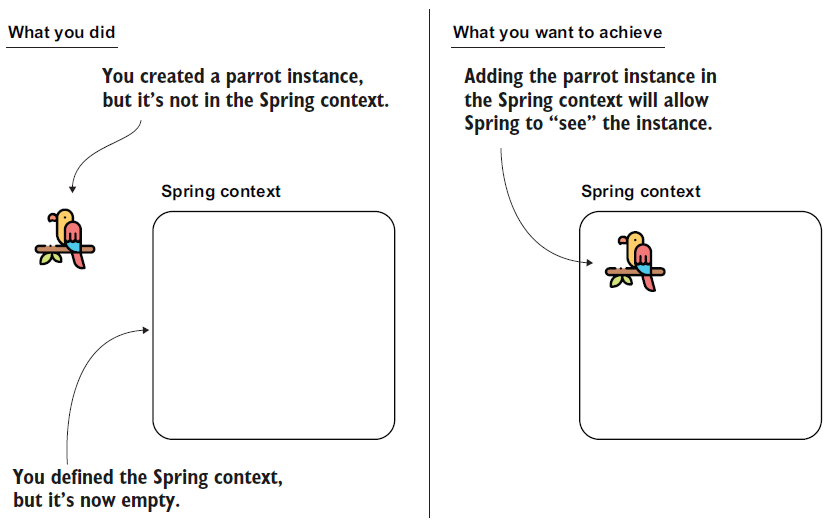 What you did
You created a parrot instance,
but it's not in the Spring context.
Spring context
You defined the Spring context,
but it's now empty.
What you want to achieve
Adding the parrot instance in
the Spring context will allow
Spring to “see” the instance.
Spring context